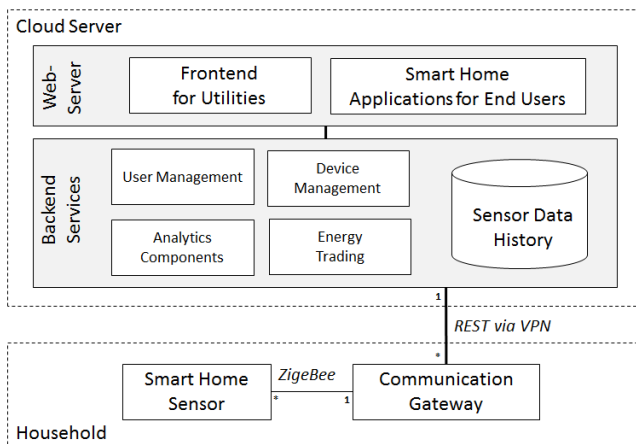 Cloud Server
Web-
Server
Frontend
for Utilities
Smart Home
Applications for End Users
Backend
Services
User Management
Device
Management
Analytics
Components
Energy
Trading
Sensor Data
History
1
REST via VPN
*
Smart Home
Sensor
ZigeBee
*
1
Communication
Gateway
Household